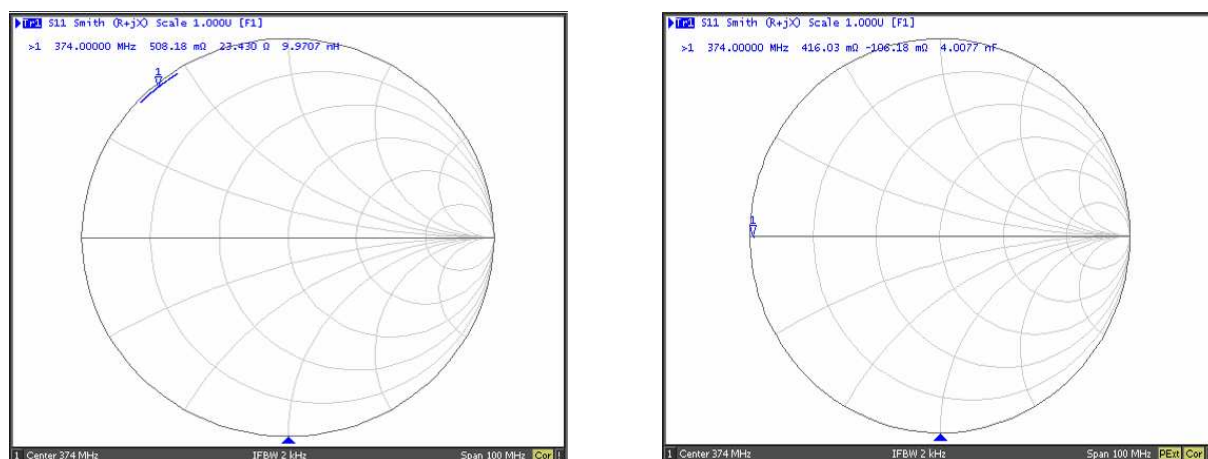 Tr1 S11 Smith (R+jX) Scale 1.000U [F1]
>1 374.00000 MHz 508.18 mΩ 23.430 Ω 9.9707 nH
1
1 Center 374 MHz IFBW 2 kHz Span 100 MHz Cor !
Tr1 S11 Smith (R+jX) Scale 1.000U [F1]
>1 374.00000 MHz 416.03 mΩ -106.18 mΩ 4.0077 nF
1
1 Center 374 MHz IFBW 2 kHz Span 100 MHz PExt Cor